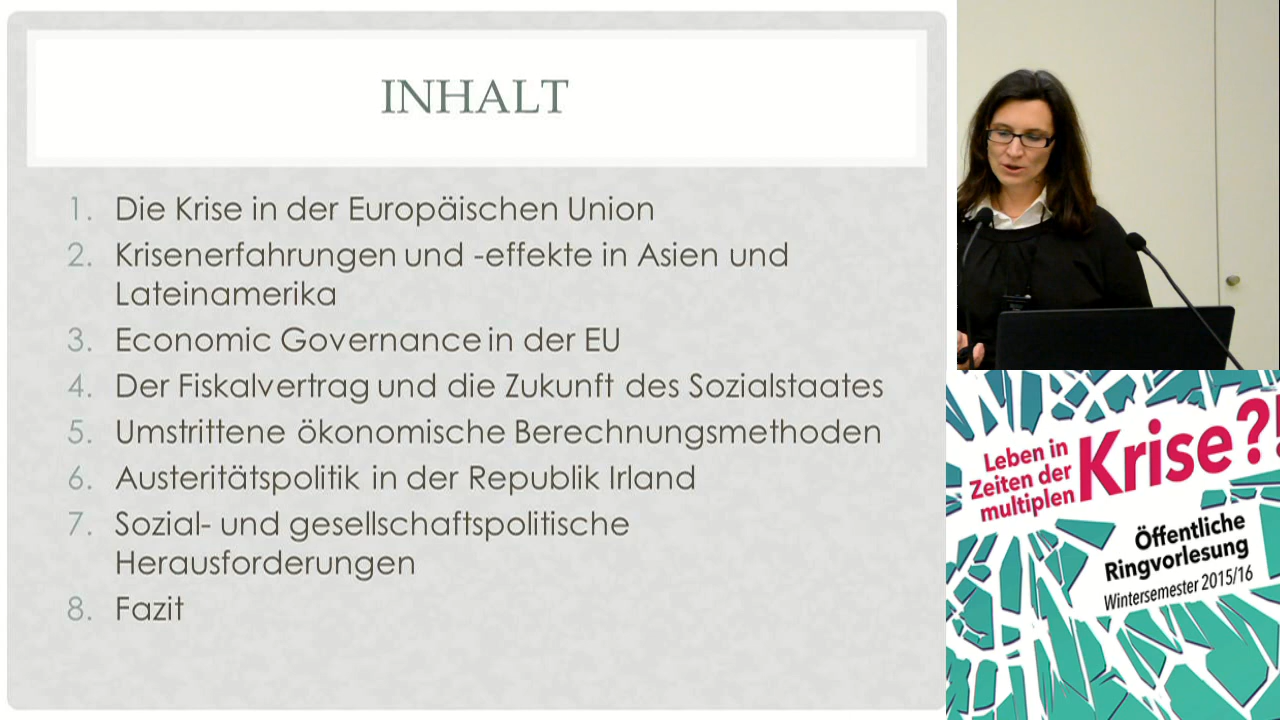 INHALT
1. Die Krise in der Europäischen Union
2. Krisenerfahrungen und -effekte in Asien und
Lateinamerika
3. Economic Governance in der EU
4. Der Fiskalvertrag und die Zukunft des Sozialstaates
5. Umstrittene ökonomische Berechnungsmethoden
6. Austeritätspolitik in der Republik Irland
7. Sozial- und gesellschaftspolitische
Herausforderungen
8. Fazit
Leben in
Zeiten der
multiplen
Krise?!
Öffentliche
Ringvorlesung
Wintersemester 2015/16